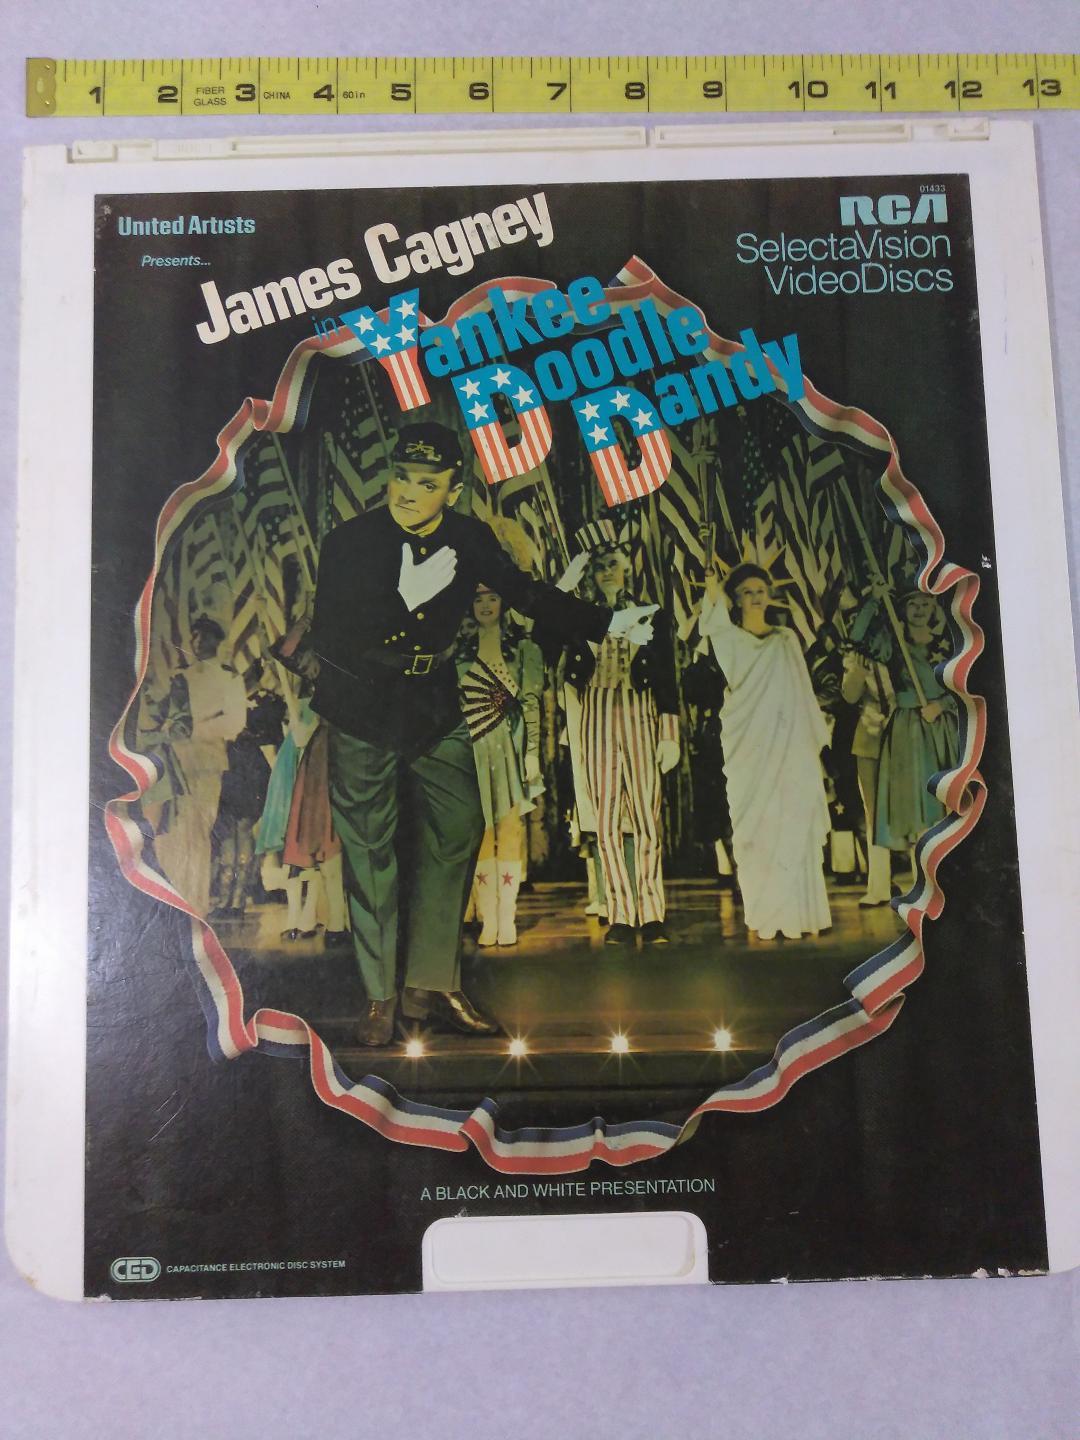 1 2 FIBER GLASS 3 CHINA 4 60in 5 6 7 8 9 10 11 12 13
01433
United Artists
Presents...
RCA
SelectaVision
VideoDiscs
James Cagney
in Yankee
Doodle
Dandy
A BLACK AND WHITE PRESENTATION
CED CAPACITANCE ELECTRONIC DISC SYSTEM